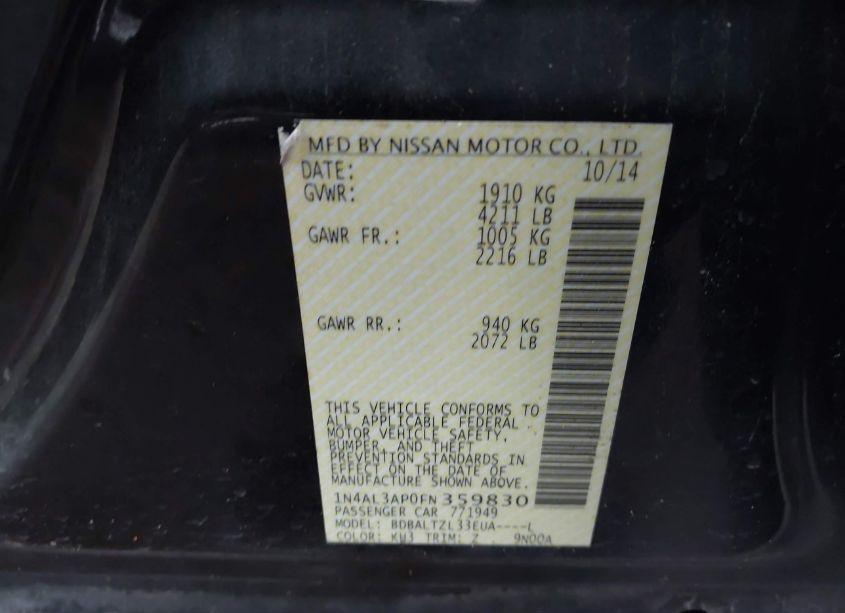 MFD BY NISSAN MOTOR CO., LTD.
DATE: 10/14
GVWR: 1910 KG
4211 LB
GAWR FR.: 1005 KG
2216 LB
GAWR RR.: 940 KG
2072 LB
THIS VEHICLE CONFORMS TO
ALL APPLICABLE FEDERAL
MOTOR VEHICLE SAFETY,
BUMPER, AND THEFT
PREVENTION STANDARDS IN
EFFECT ON THE DATE OF
MANUFACTURE SHOWN ABOVE.
1N4AL3AP0FN359830
PASSENGER CAR 771949
MODEL: BDBALTZL33EUA----L
COLOR: KW3 TRIM: Z 9N00A